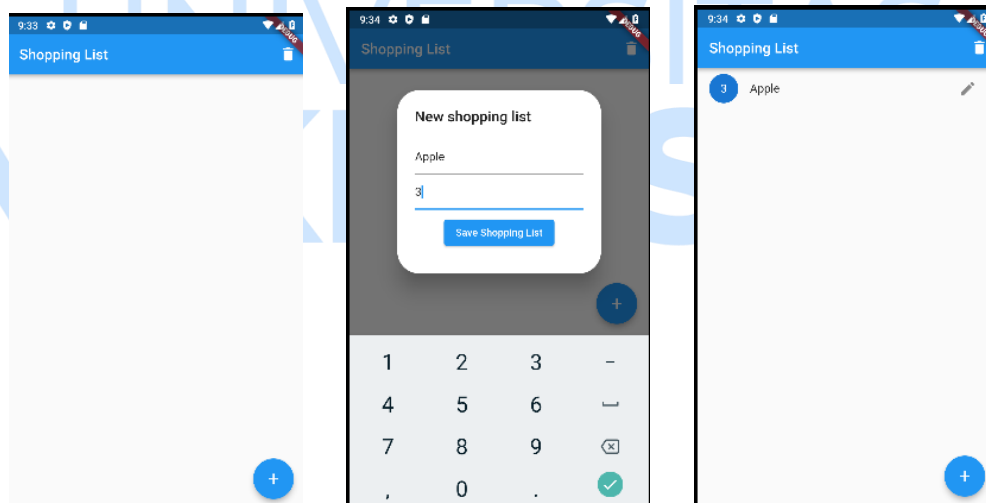 9:33
Shopping List
DEBUG
+
9:34
Shopping List
New shopping list
Apple
3
Save Shopping List
+
1 2 3 -
4 5 6
7 8 9
, 0 .
9:34
Shopping List
3 Apple
+